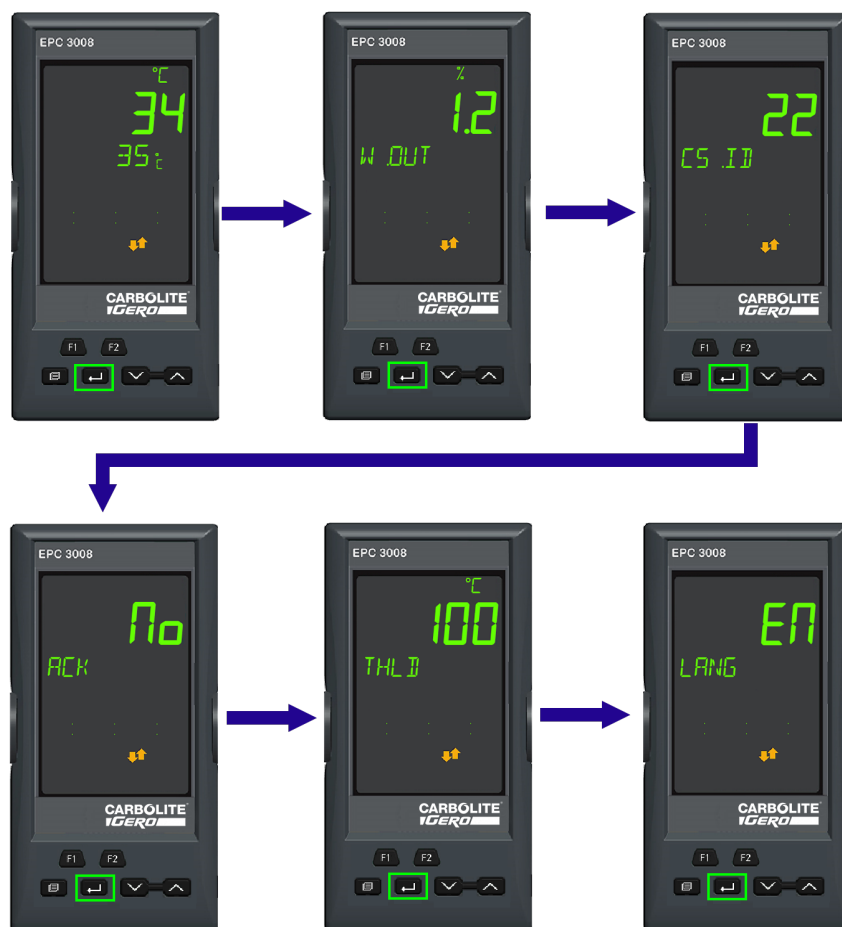 EPC 3008
°C
34
35 °C
CARBOLITE
GERO
F1 F2
EPC 3008
%
1.2
W.OUT
CARBOLITE
GERO
F1 F2
EPC 3008
22
CS.ID
CARBOLITE
GERO
F1 F2
EPC 3008
No
ACK
CARBOLITE
GERO
F1 F2
EPC 3008
°C
100
THLD
CARBOLITE
GERO
F1 F2
EPC 3008
EN
LANG
CARBOLITE
GERO
F1 F2